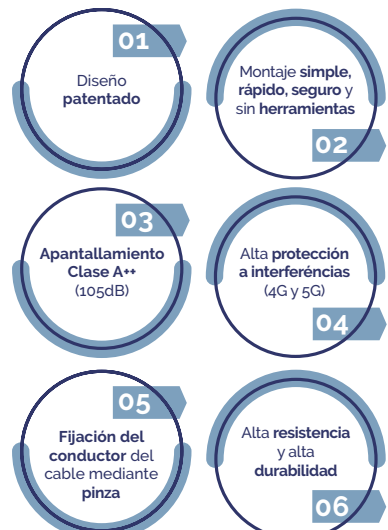 01
Diseño
patentado
Montaje simple,
rápido, seguro y
sin herramientas
02
03
Apantallamiento
Clase A++
(105dB)
Alta protección
a interferéncias
(4G y 5G)
04
05
Fijación del
conductor del
cable mediante
pinza
Alta resistencia
y alta
durabilidad
06